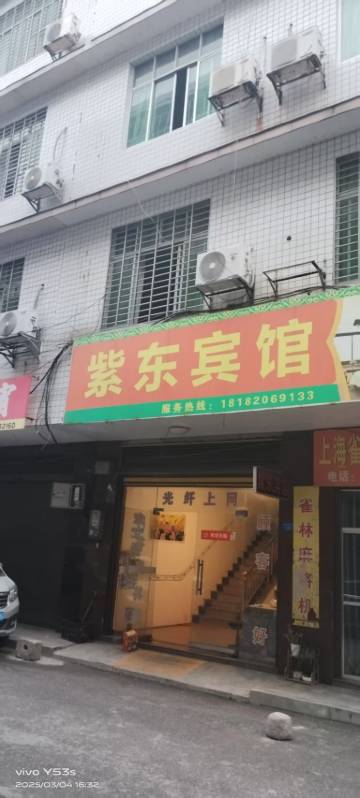 紫东宾馆
服务热线：18182069133
光纤上网
雀林麻将机
上海雀
电话：
vivo Y53s
2025/03/04 16:32